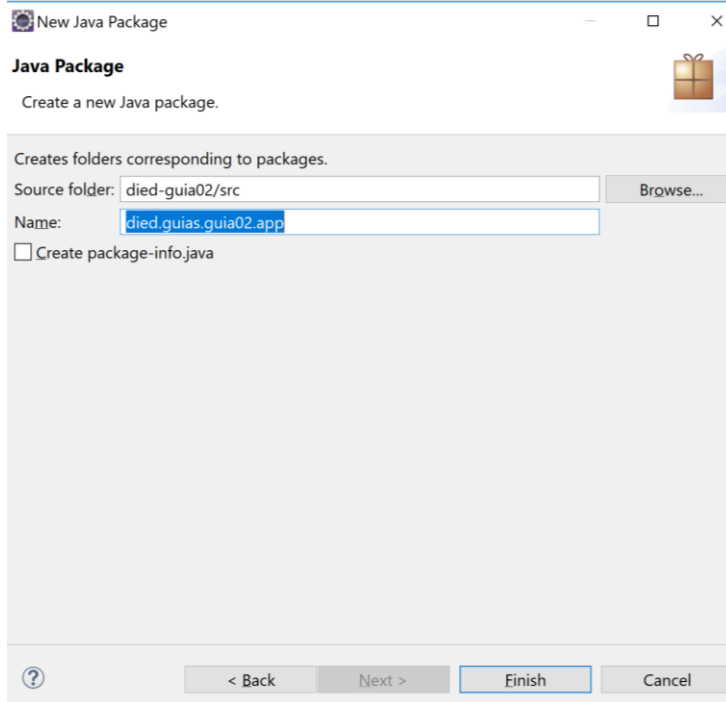 New Java Package
Java Package
Create a new Java package.
Creates folders corresponding to packages.
Source folder: died-guia02/src Browse...
Name: died.guias.guia02.app
Create package-info.java
? < Back Next > Finish Cancel